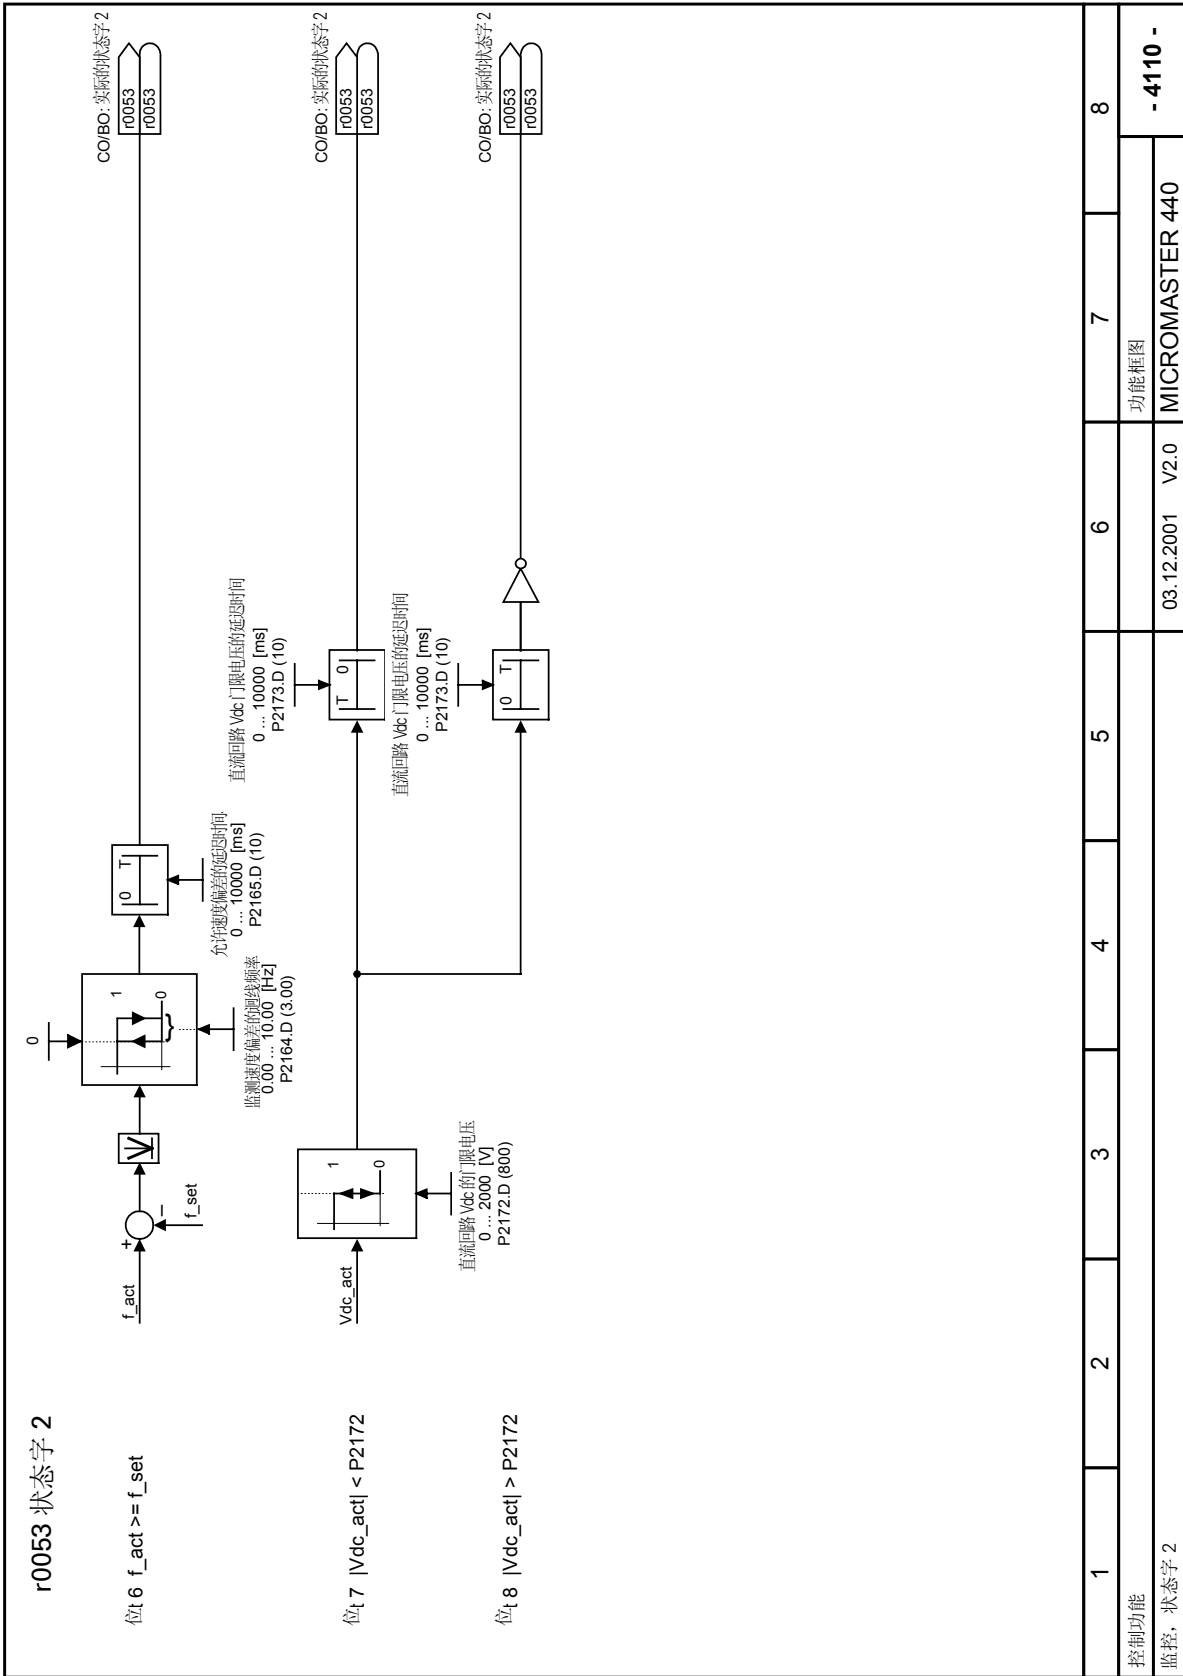 r0053 状态字 2
位t 6 f_act >= f_set
f_act
+
–
f_set
0
1
0
监测速度偏差的迥线频率
0.00 ... 10.00 [Hz]
P2164.D (3.00)
0 T
允许速度偏差的延迟时间
0 ... 10000 [ms]
P2165.D (10)
CO/BO: 实际的状态字 2
r0053
r0053
位t 7 |Vdc_act| < P2172
Vdc_act
1
0
直流回路 Vdc 的门限电压
0 ... 2000 [V]
P2172.D (800)
直流回路 Vdc 门限电压的延迟时间
0 ... 10000 [ms]
P2173.D (10)
T 0
CO/BO: 实际的状态字 2
r0053
r0053
位t 8 |Vdc_act| > P2172
直流回路 Vdc 门限电压的延迟时间
0 ... 10000 [ms]
P2173.D (10)
0 T
CO/BO: 实际的状态字 2
r0053
r0053
1 2 3 4 5 6 7 8
控制功能
功能框图
- 4110 -
监控，状态字 2
03.12.2001 V2.0
MICROMASTER 440